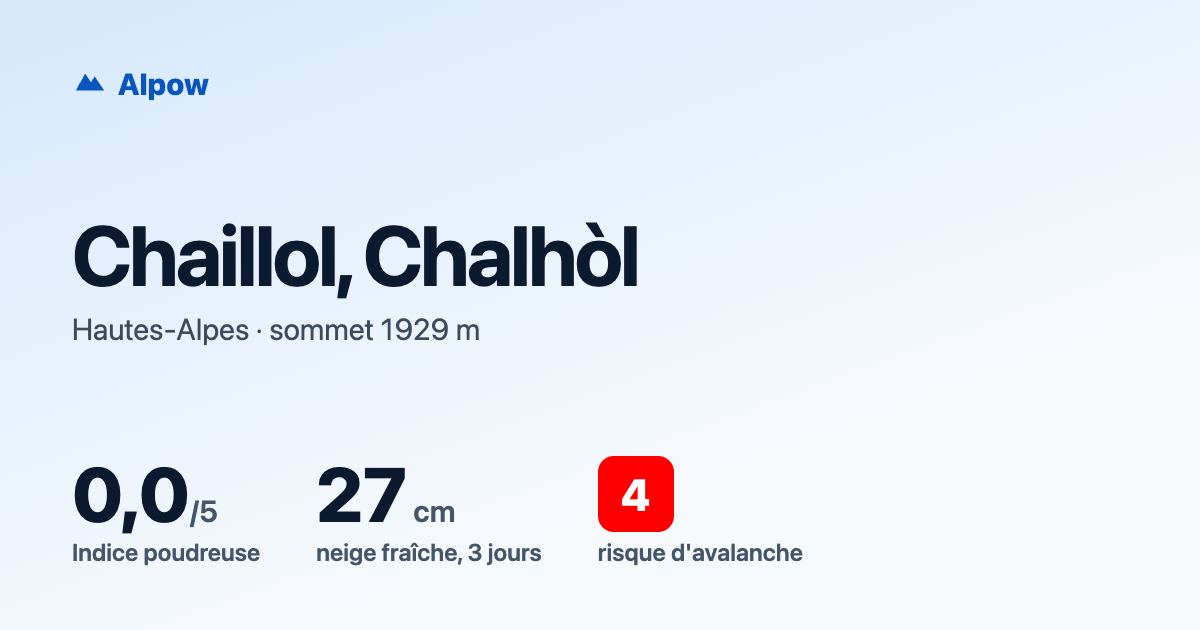 Alpow
Chaillol, Chalhòl
Hautes-Alpes · sommet 1929 m
0,0/5 27 cm 4
Indice poudreuse neige fraîche, 3 jours risque d'avalanche